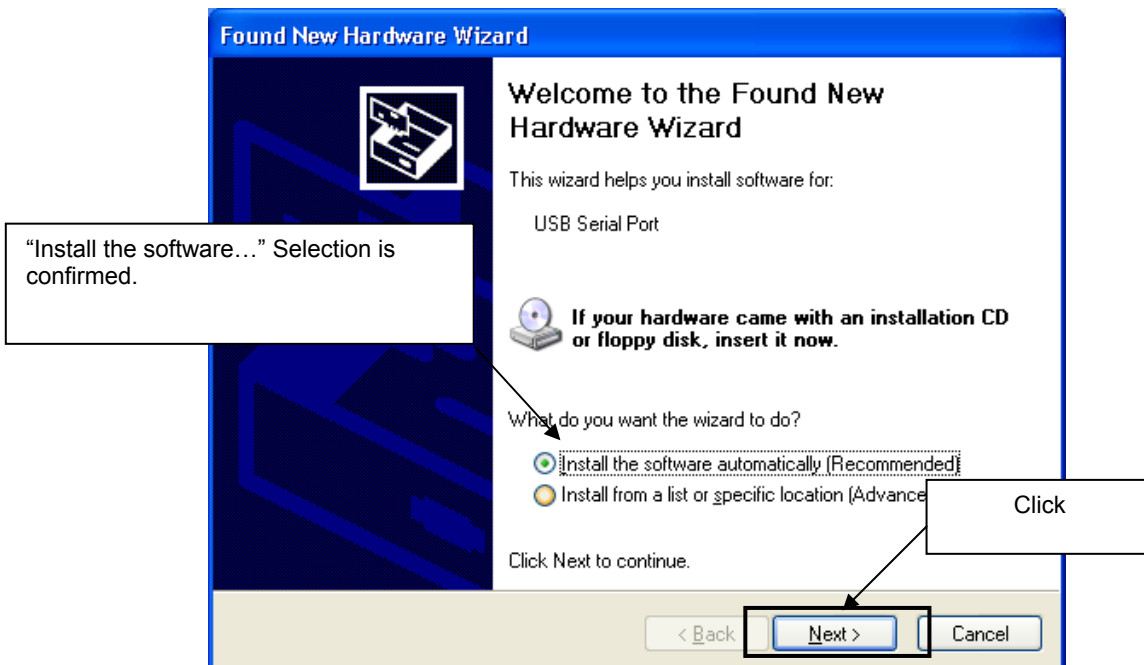 Found New Hardware Wizard
Welcome to the Found New
Hardware Wizard
This wizard helps you install software for:
USB Serial Port
“Install the software…” Selection is
confirmed.
If your hardware came with an installation CD
or floppy disk, insert it now.
What do you want the wizard to do?
Install the software automatically (Recommended)
Install from a list or specific location (Advance
Click
Click Next to continue.
< Back
Next >
Cancel